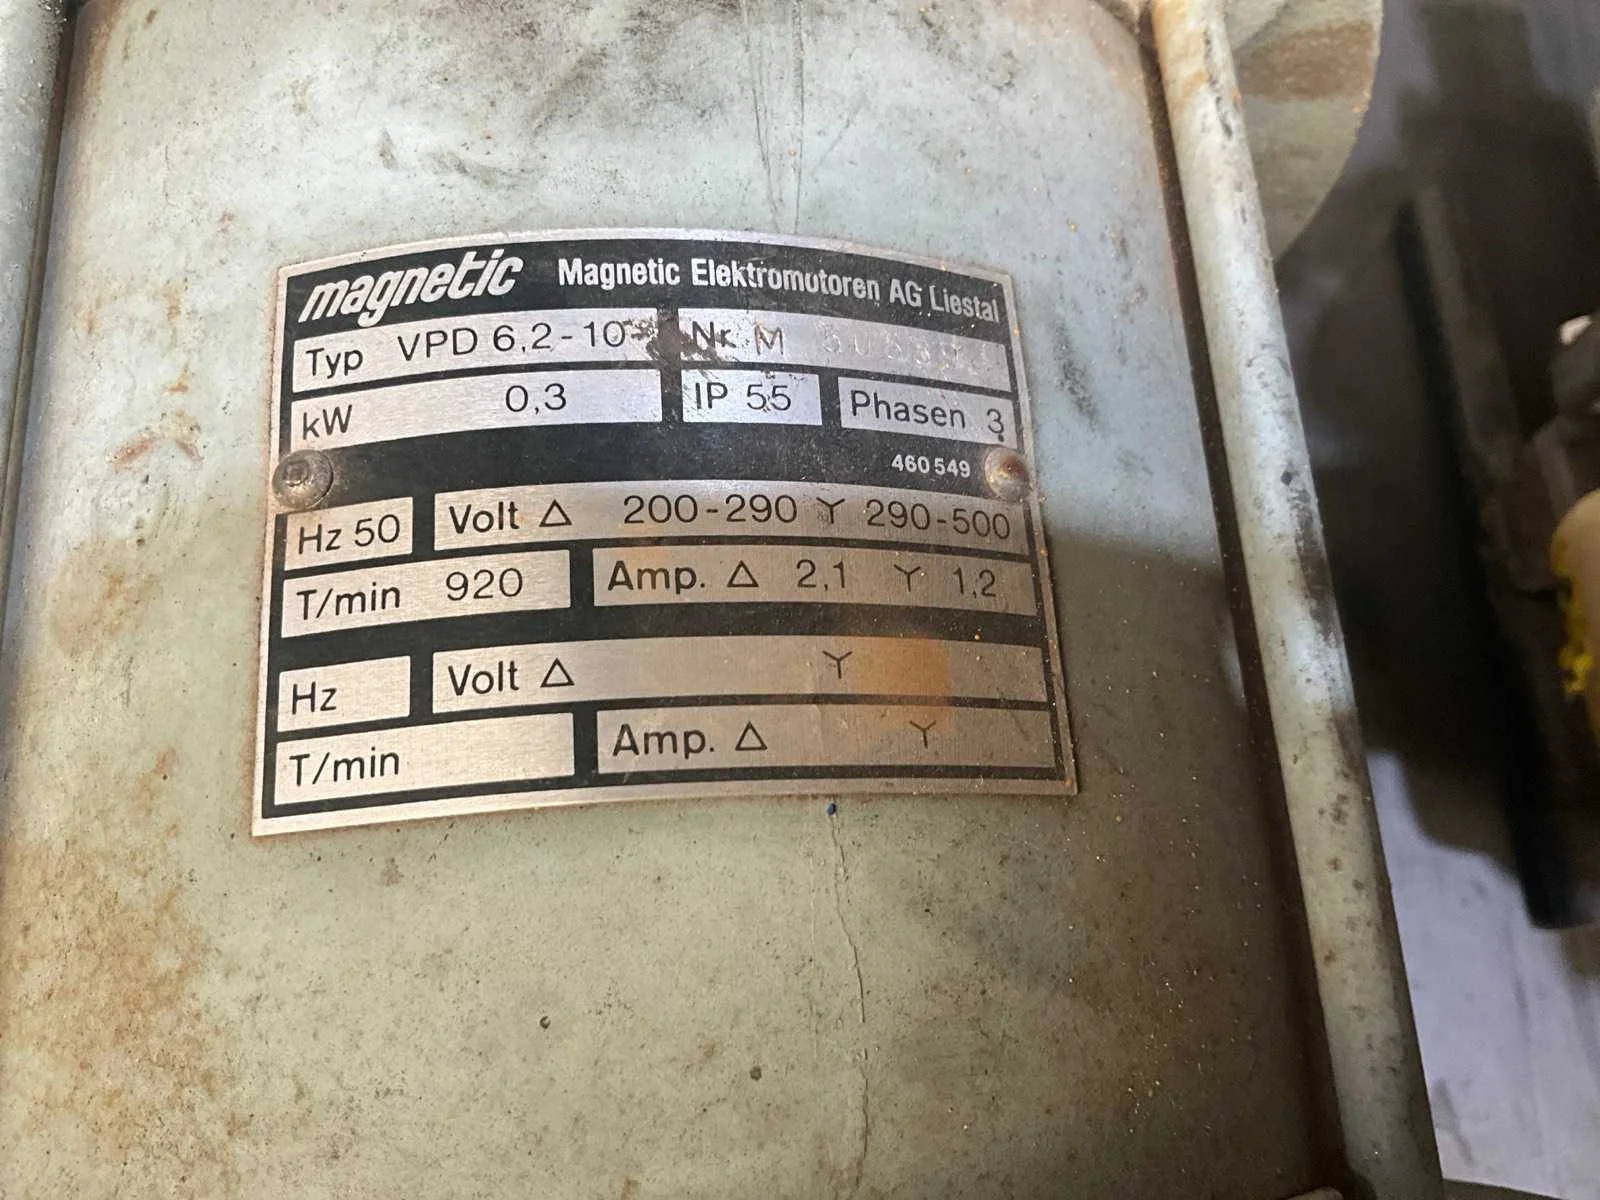 magnetic Magnetic Elektromotoren AG Liestal
Typ VPD 6,2-10 Nr. M
kW 0,3 IP 55 Phasen 3
460 549
Hz 50 Volt Δ 200-290 Y 290-500
T/min 920 Amp. Δ 2,1 Y 1,2
Hz Volt Δ Y
T/min Amp. Δ Y